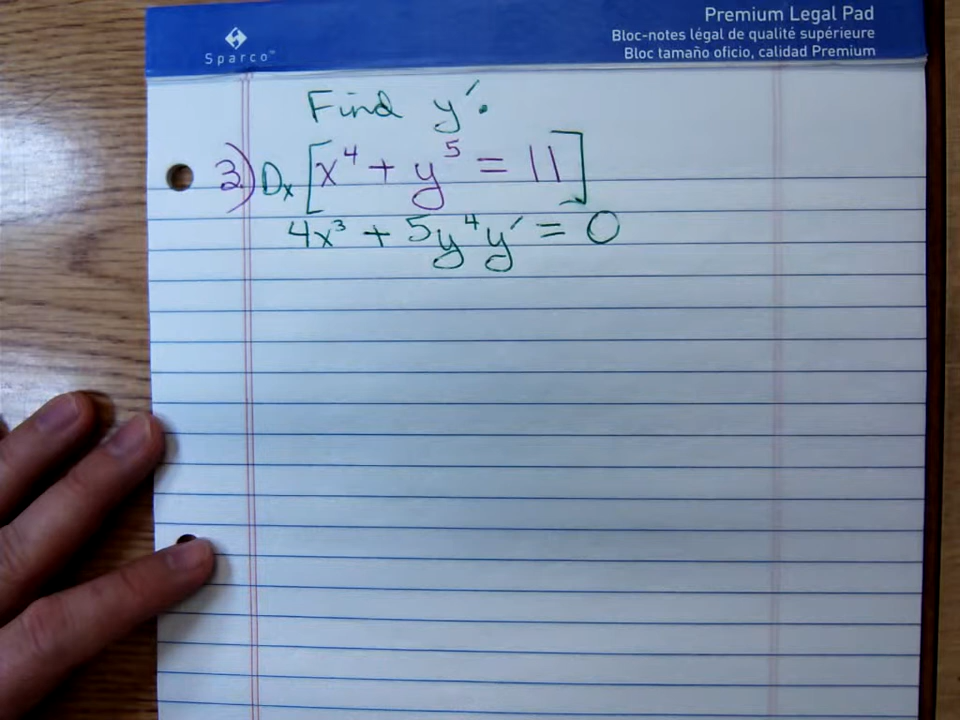 Premium Legal Pad
Bloc-notes légal de qualité supérieure
Bloc tamaño oficio, calidad Premium
Sparco™
Find y′.
3) Dₓ [x⁴ + y⁵ = 11]
4x³ + 5y⁴y′ = 0